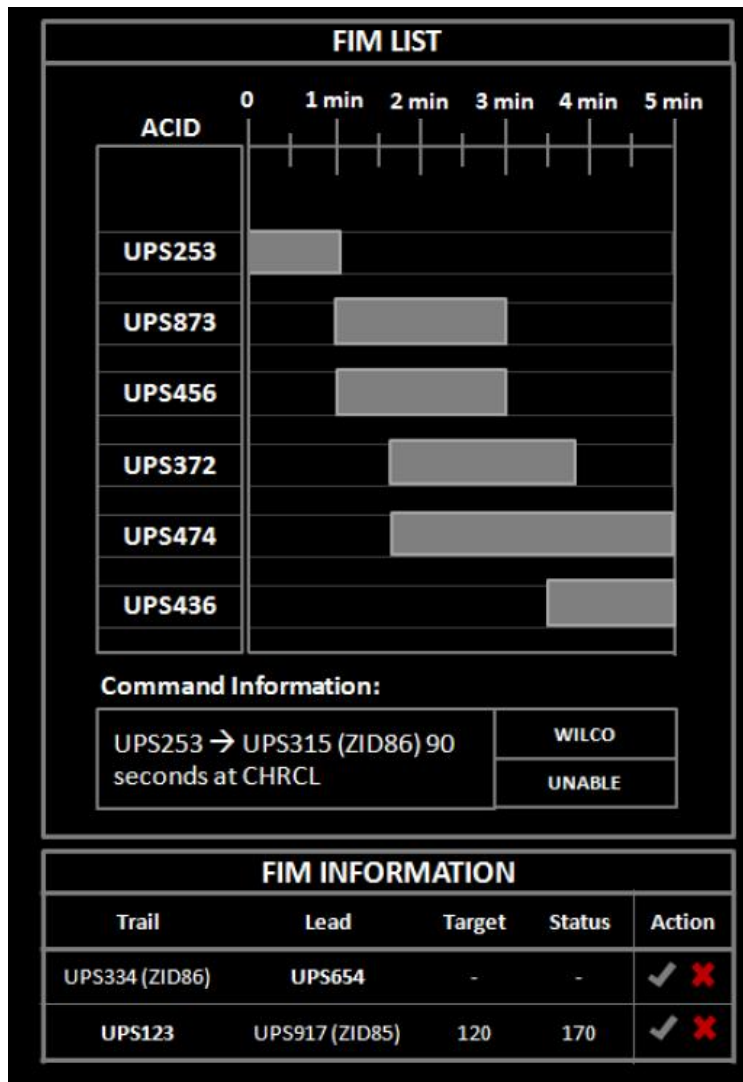 FIM LIST
0 1 min 2 min 3 min 4 min 5 min
ACID
UPS253
UPS873
UPS456
UPS372
UPS474
UPS436
Command Information:
UPS253 → UPS315 (ZID86) 90
seconds at CHRCL
WILCO
UNABLE
FIM INFORMATION
Trail Lead Target Status Action
UPS334 (ZID86) UPS654 - -
UPS123 UPS917 (ZID85) 120 170